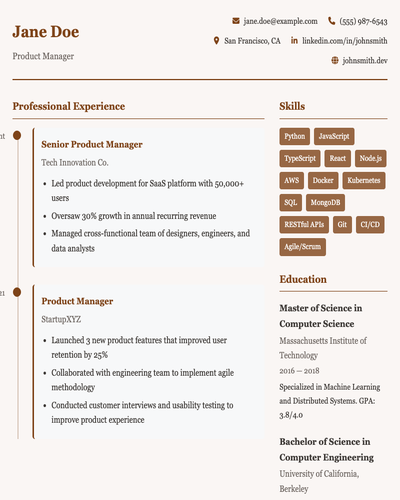 Jane Doe
Product Manager
jane.doe@example.com (555) 987-6543
San Francisco, CA linkedin.com/in/johnsmith
johnsmith.dev
Professional Experience
Senior Product Manager
Tech Innovation Co.
• Led product development for SaaS platform with 50,000+
users
• Oversaw 30% growth in annual recurring revenue
• Managed cross-functional team of designers, engineers, and
data analysts
Product Manager
StartupXYZ
• Launched 3 new product features that improved user
retention by 25%
• Collaborated with engineering team to implement agile
methodology
• Conducted customer interviews and usability testing to
improve product experience
Skills
Python JavaScript
TypeScript React Node.js
AWS Docker Kubernetes
SQL MongoDB
RESTful APIs Git CI/CD
Agile/Scrum
Education
Master of Science in
Computer Science
Massachusetts Institute of
Technology
2016 — 2018
Specialized in Machine Learning
and Distributed Systems. GPA:
3.8/4.0
Bachelor of Science in
Computer Engineering
University of California,
Berkeley